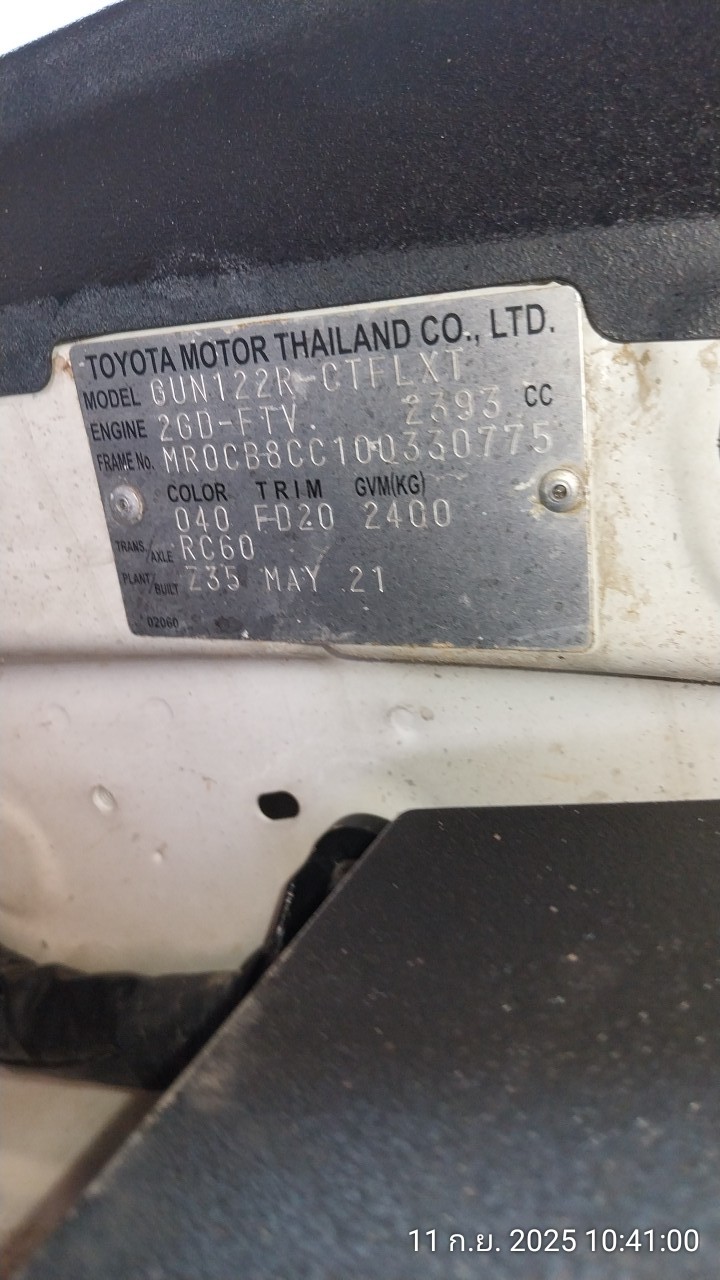 TOYOTA MOTOR THAILAND CO., LTD.
MODEL GUN122R-CTFLXT
ENGINE 2GD-FTV 2393 CC
FRAME No. MR0CB8CC100330775
COLOR TRIM GVM(KG)
040 FD20 2400
TRANS./AXLE RC60
PLANT/BUILT Z35 MAY 21
02060
11 ก.ย. 2025 10:41:00